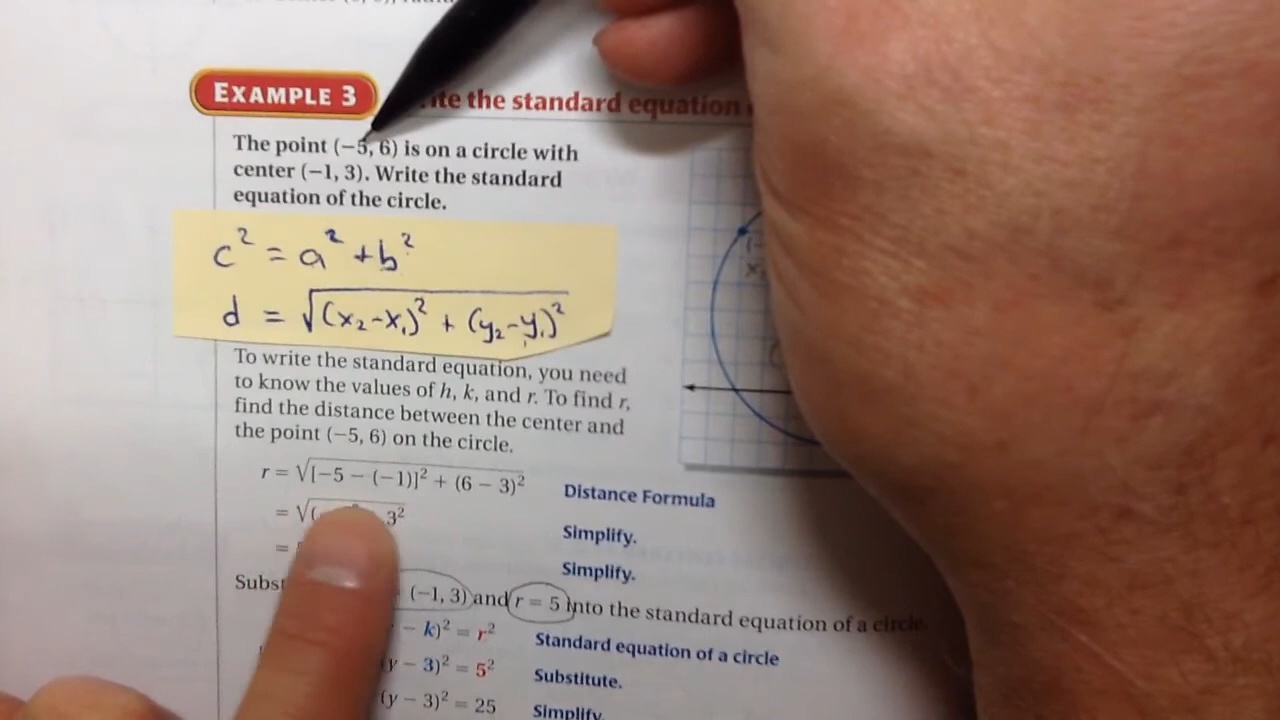 EXAMPLE 3
the standard equation
The point (−5, 6) is on a circle with
center (−1, 3). Write the standard
equation of the circle.
c² = a² + b²
d = √(x₂−x₁)² + (y₂−y₁)²
To write the standard equation, you need
to know the values of h, k, and r. To find r,
find the distance between the center and
the point (−5, 6) on the circle.
r = √[−5 − (−1)]² + (6 − 3)² Distance Formula
= √( 3² Simplify.
= Simplify.
(−1, 3) and r = 5 into the standard equation of a circle
− k)² = r² Standard equation of a circle
(y − 3)² = 5² Substitute.
(y − 3)² = 25 Simplify.